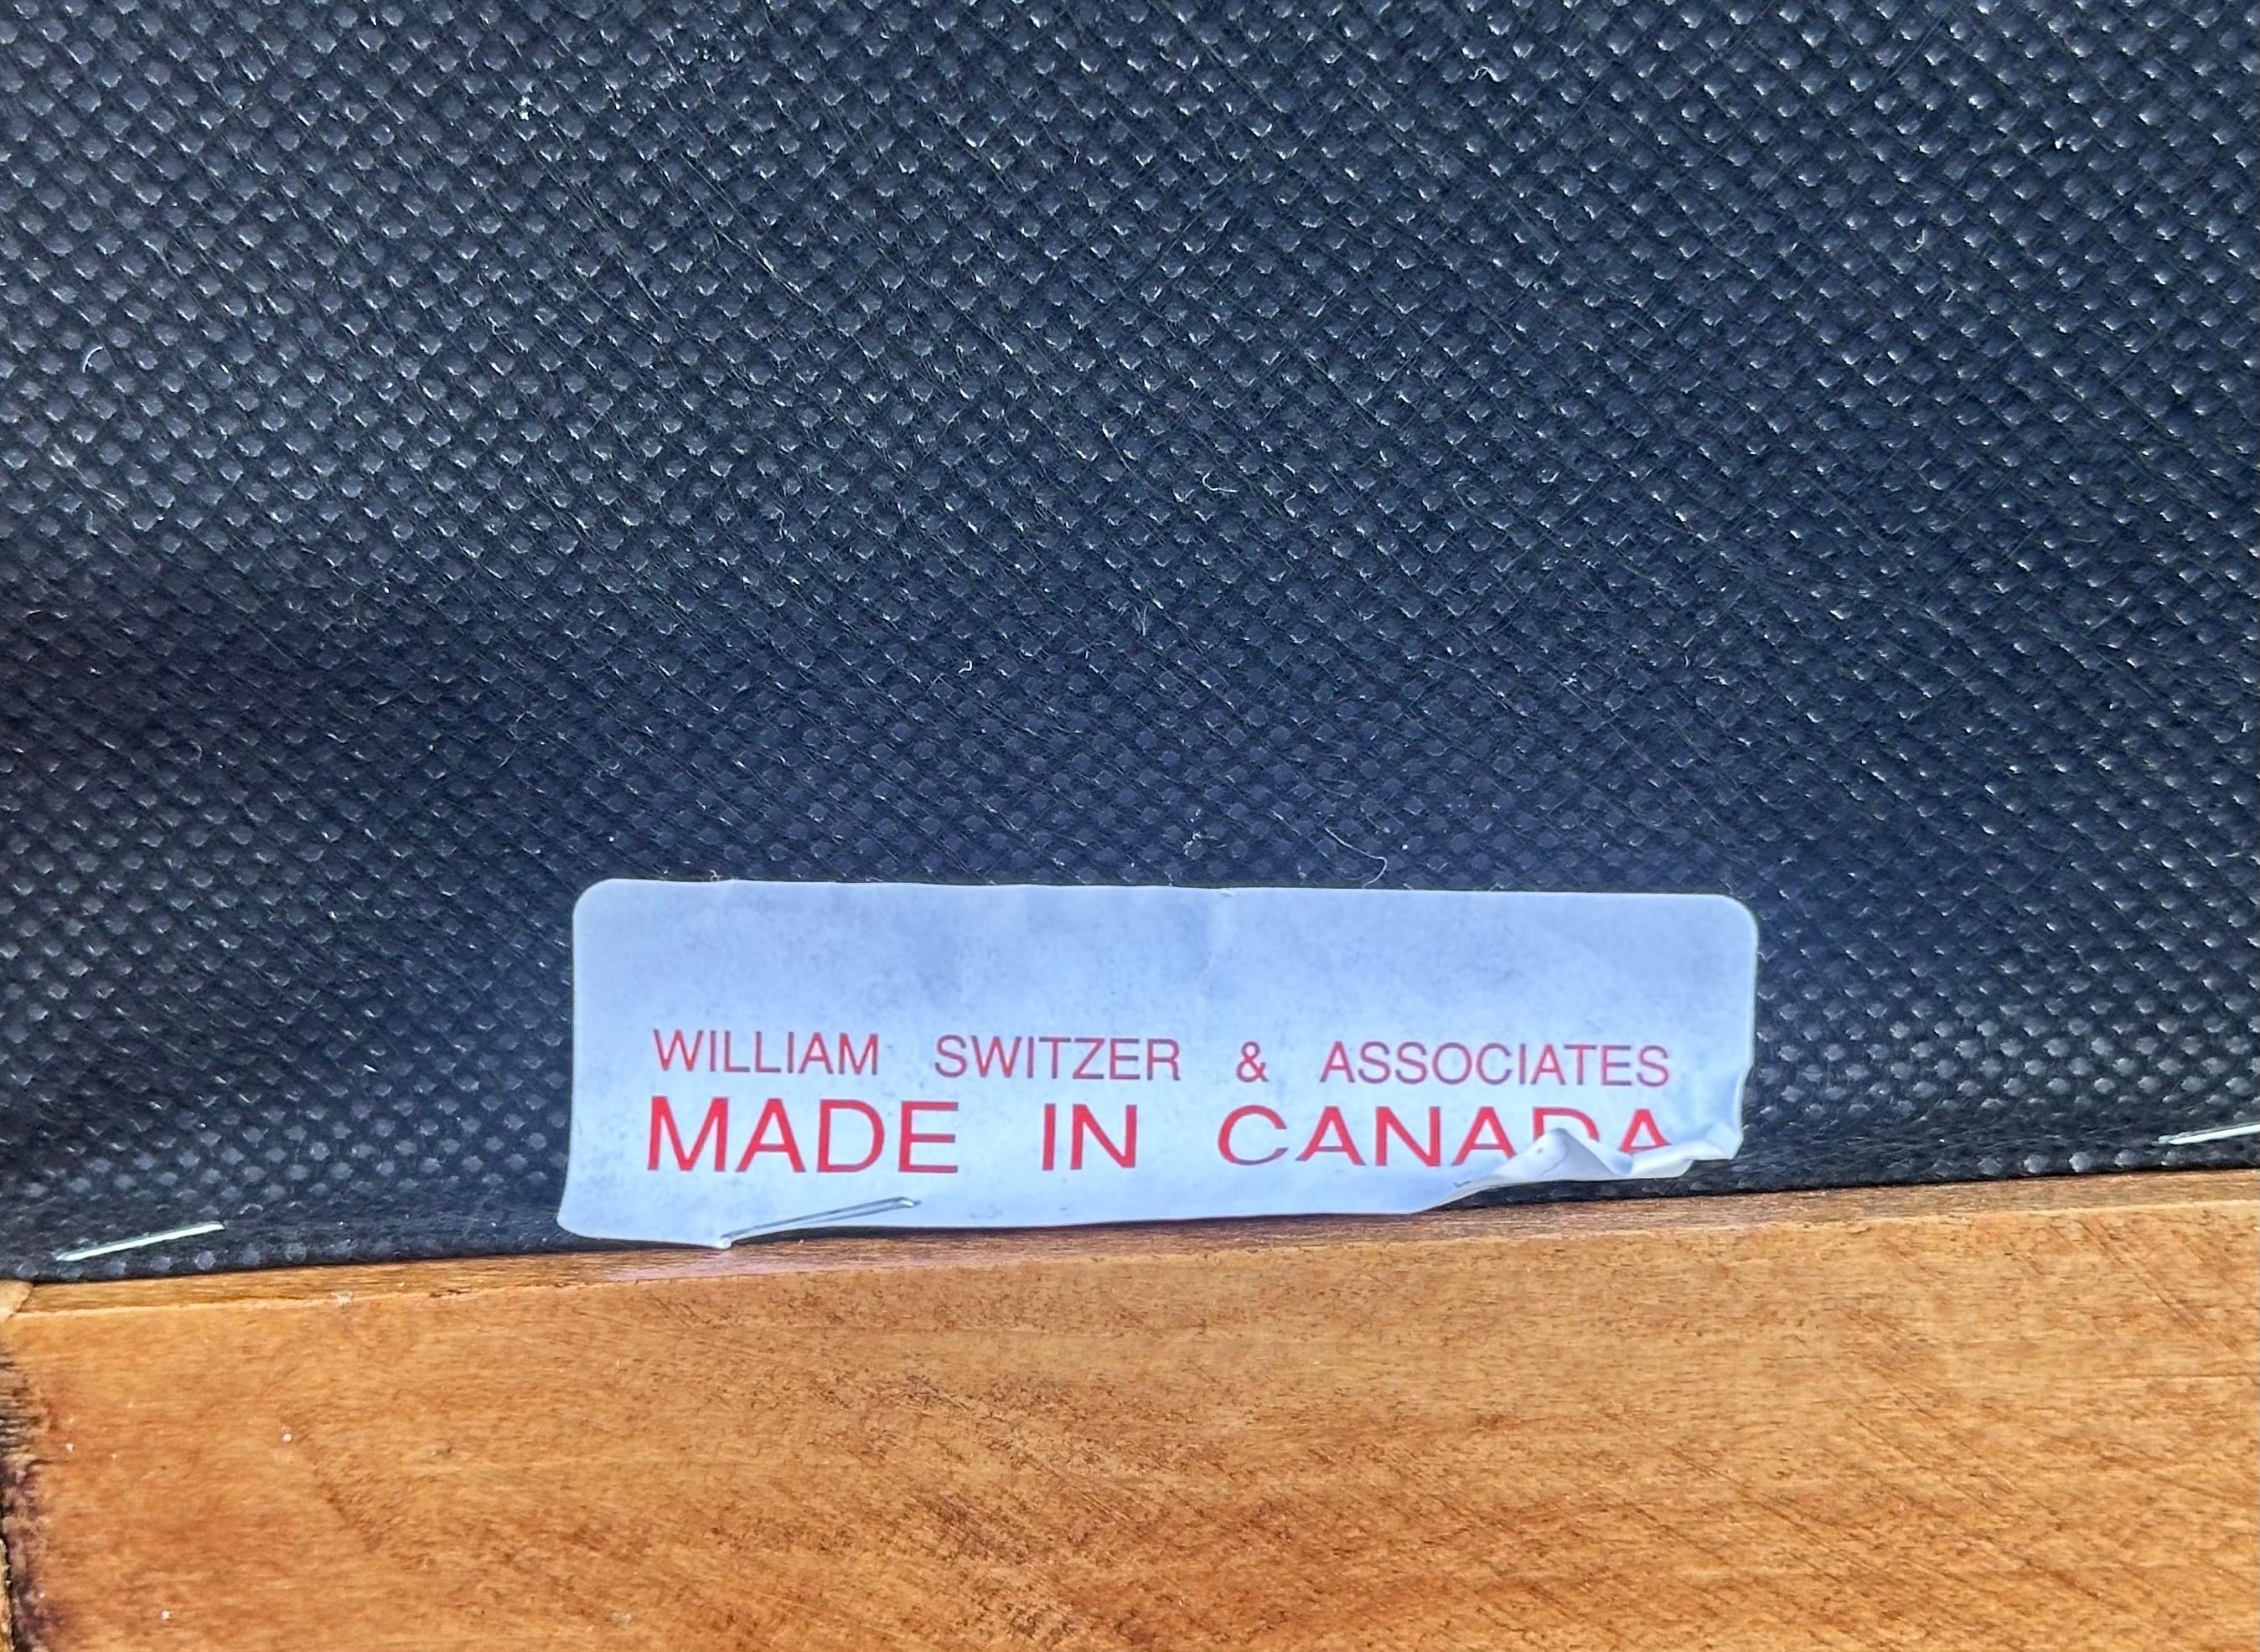 WILLIAM SWITZER & ASSOCIATES
MADE IN CANADA